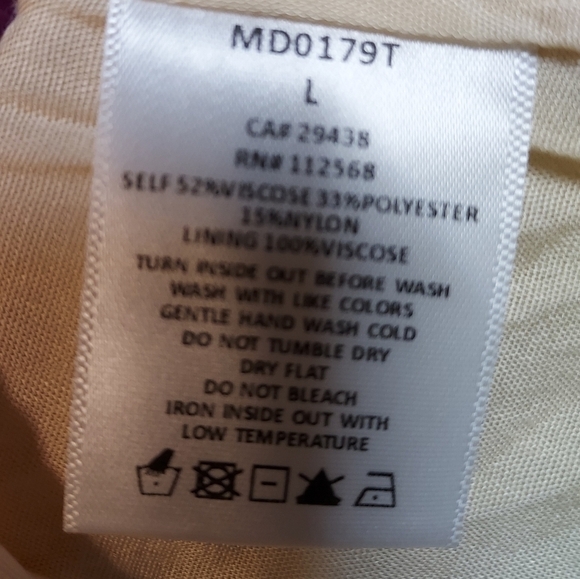 MD0179T
L
CA# 29438
RN# 112568
SELF 52%VISCOSE 33%POLYESTER
15%NYLON
LINING 100%VISCOSE
TURN INSIDE OUT BEFORE WASH
WASH WITH LIKE COLORS
GENTLE HAND WASH COLD
DO NOT TUMBLE DRY
DRY FLAT
DO NOT BLEACH
IRON INSIDE OUT WITH
LOW TEMPERATURE